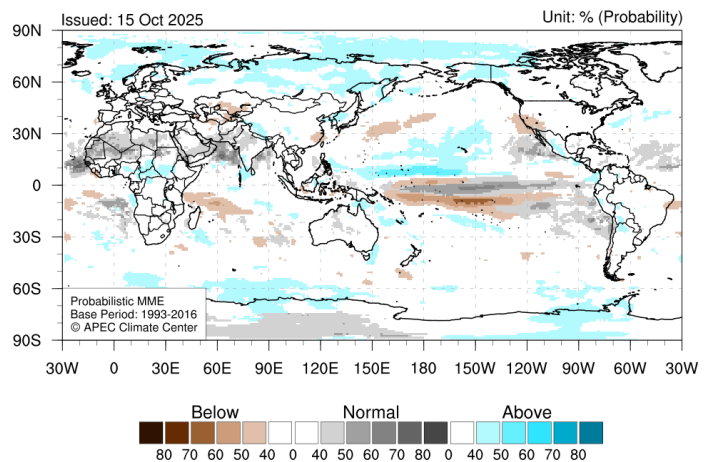 Issued: 15 Oct 2025
Unit: % (Probability)
90N
60N
30N
0
30S
60S
90S
Probabilistic MME
Base Period: 1993-2016
© APEC Climate Center
30W 0 30E 60E 90E 120E 150E 180 150W 120W 90W 60W 30W
Below Normal Above
80 70 60 50 40 0 40 50 60 70 80 0 40 50 60 70 80